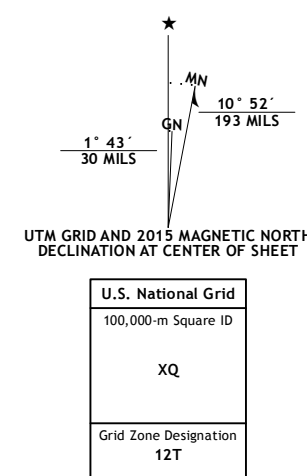 ★
MN
GN
10° 52´
193 MILS
1° 43´
30 MILS
UTM GRID AND 2015 MAGNETIC NORTH
DECLINATION AT CENTER OF SHEET
U.S. National Grid
100,000-m Square ID
XQ
Grid Zone Designation
12T